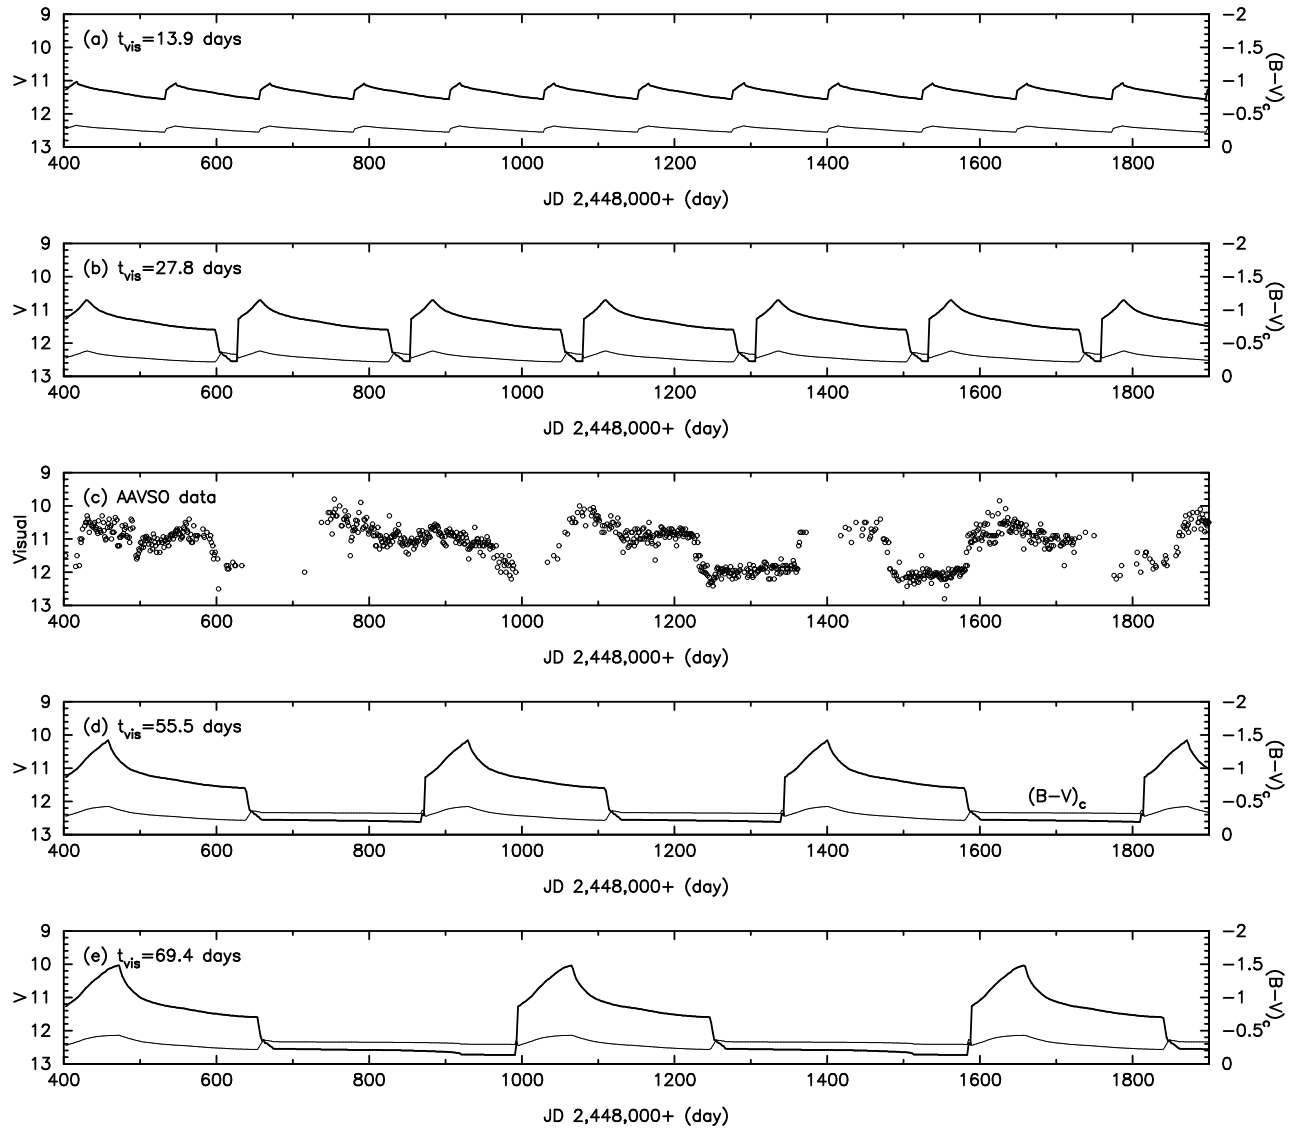 9 −2
(a) t_vis=13.9 days
10 −1.5
V 11 −1 (B−V)_c
12 −0.5
13 0
400 600 800 1000 1200 1400 1600 1800
JD 2,448,000+ (day)
9 −2
(b) t_vis=27.8 days
10 −1.5
V 11 −1 (B−V)_c
12 −0.5
13 0
400 600 800 1000 1200 1400 1600 1800
JD 2,448,000+ (day)
9
(c) AAVSO data
10
Visual 11
12
13
400 600 800 1000 1200 1400 1600 1800
JD 2,448,000+ (day)
9 −2
(d) t_vis=55.5 days
10 −1.5
V 11 −1 (B−V)_c
(B−V)_c
12 −0.5
13 0
400 600 800 1000 1200 1400 1600 1800
JD 2,448,000+ (day)
9 −2
(e) t_vis=69.4 days
10 −1.5
V 11 −1 (B−V)_c
12 −0.5
13 0
400 600 800 1000 1200 1400 1600 1800
JD 2,448,000+ (day)